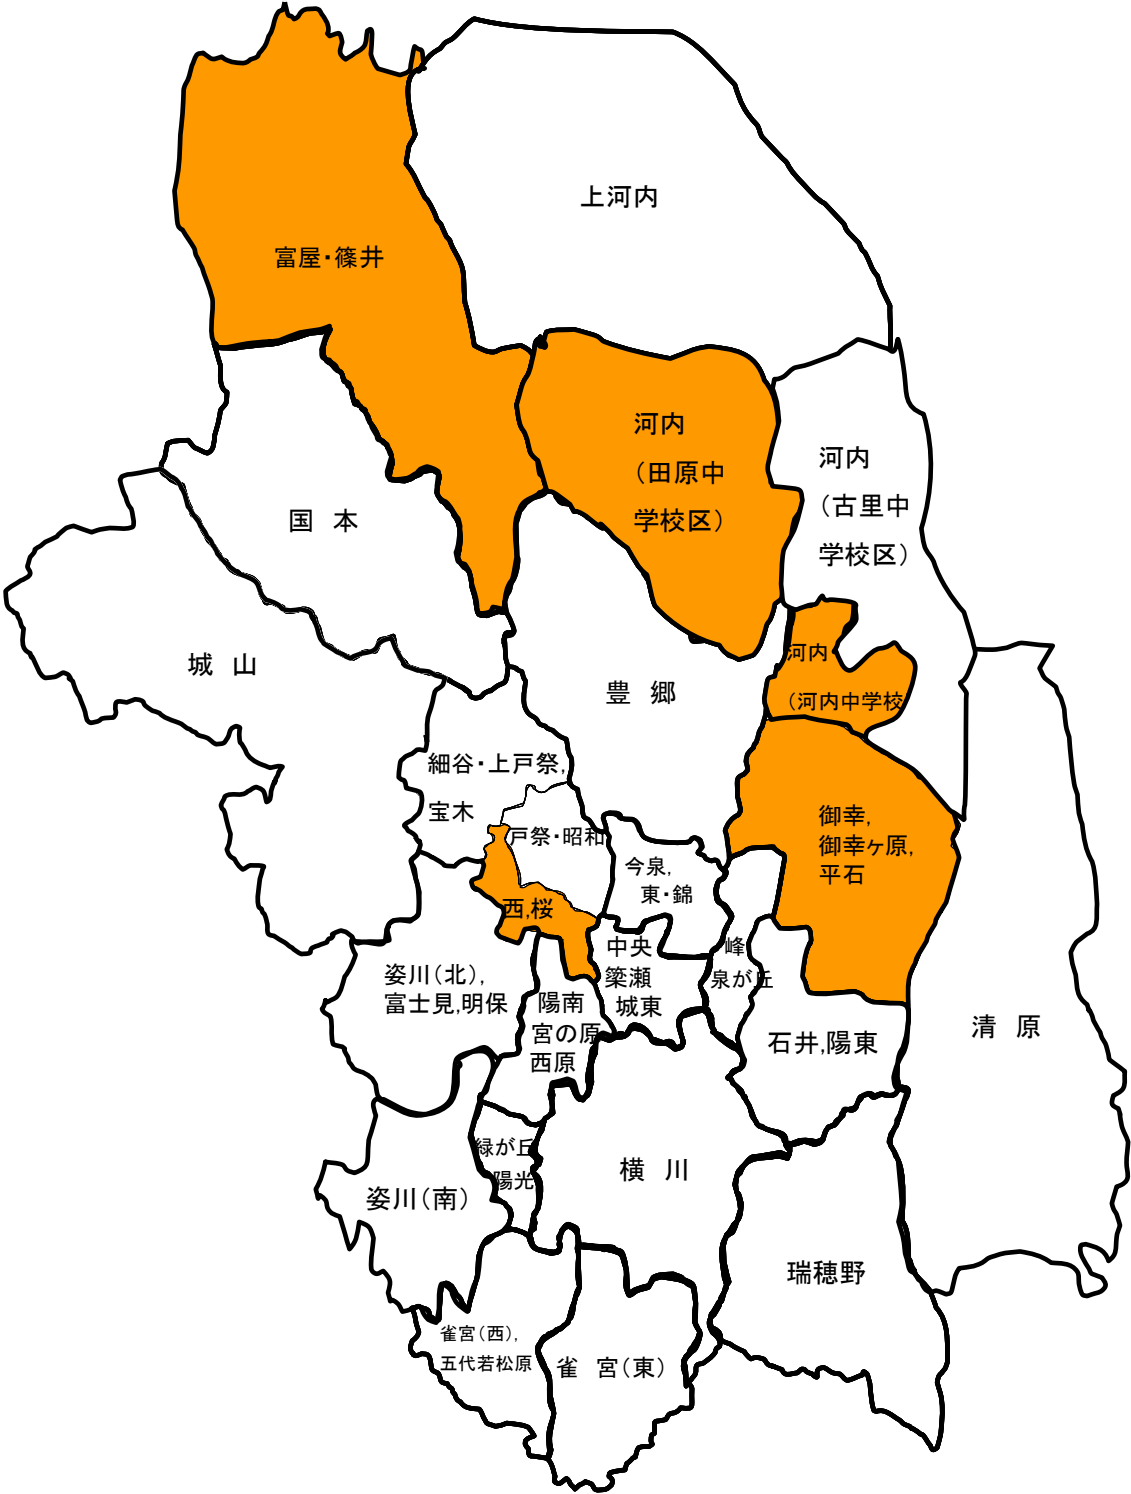 上河内
富屋・篠井
河内
（田原中
学校区）
河内
（古里中
学校区）
国 本
城 山
豊 郷
河内
（河内中学校
細谷・上戸祭,
宝木
戸祭・昭和
御幸,
御幸ヶ原,
平石
今泉,
東・錦
西,桜
中央
簗瀬
城東
峰
泉が丘
姿川（北）,
富士見,明保
陽南
宮の原
西原
石井,陽東
清 原
緑が丘
陽光
横 川
姿川（南）
瑞穂野
雀宮（西）,
五代若松原
雀 宮（東）